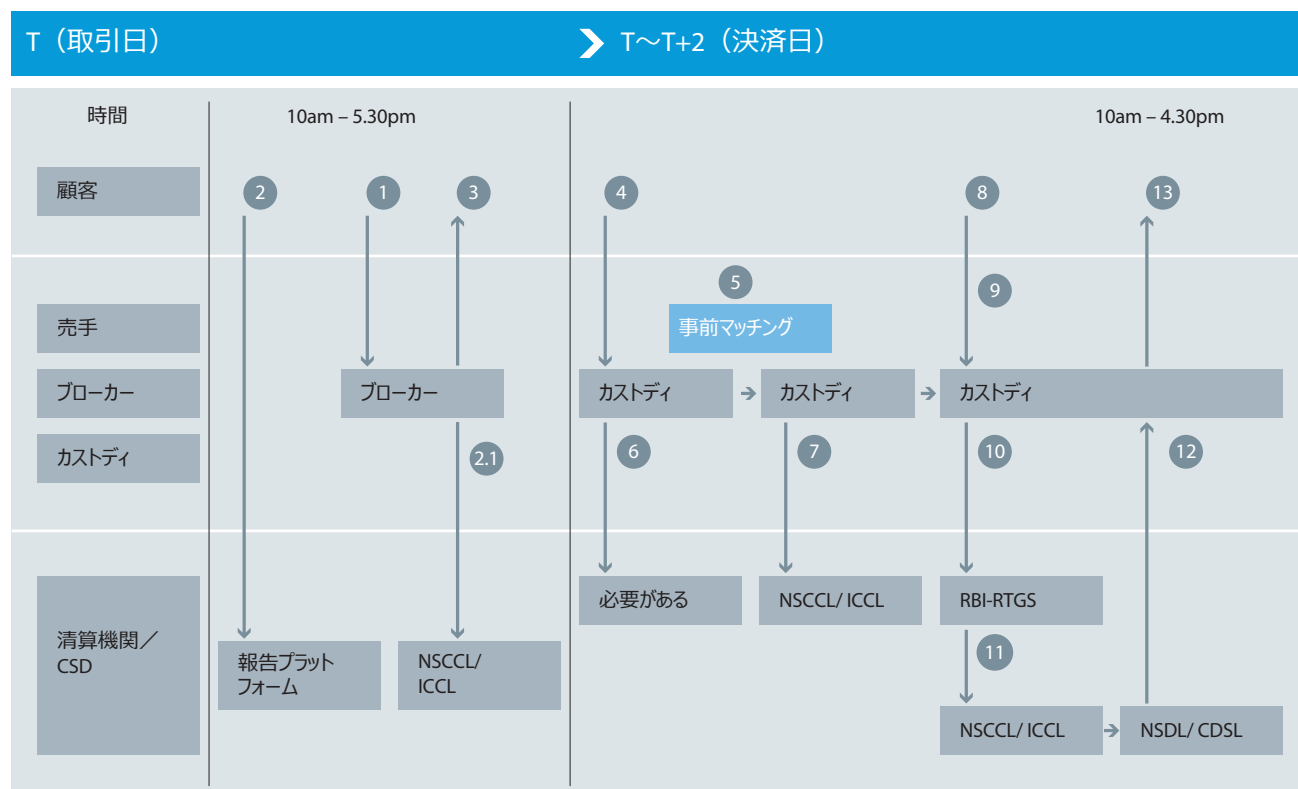 T（取引日）
T～T+2（決済日）
時間
10am – 5.30pm
10am – 4.30pm
顧客
2
1
3
4
8
13
5
9
売手
事前マッチング
ブローカー
ブローカー
カストディ
カストディ
カストディ
カストディ
2.1
6
7
10
12
必要がある
NSCCL/ ICCL
RBI-RTGS
清算機関／
CSD
報告プラット
フォーム
NSCCL/
ICCL
11
NSCCL/ ICCL
NSDL/ CDSL